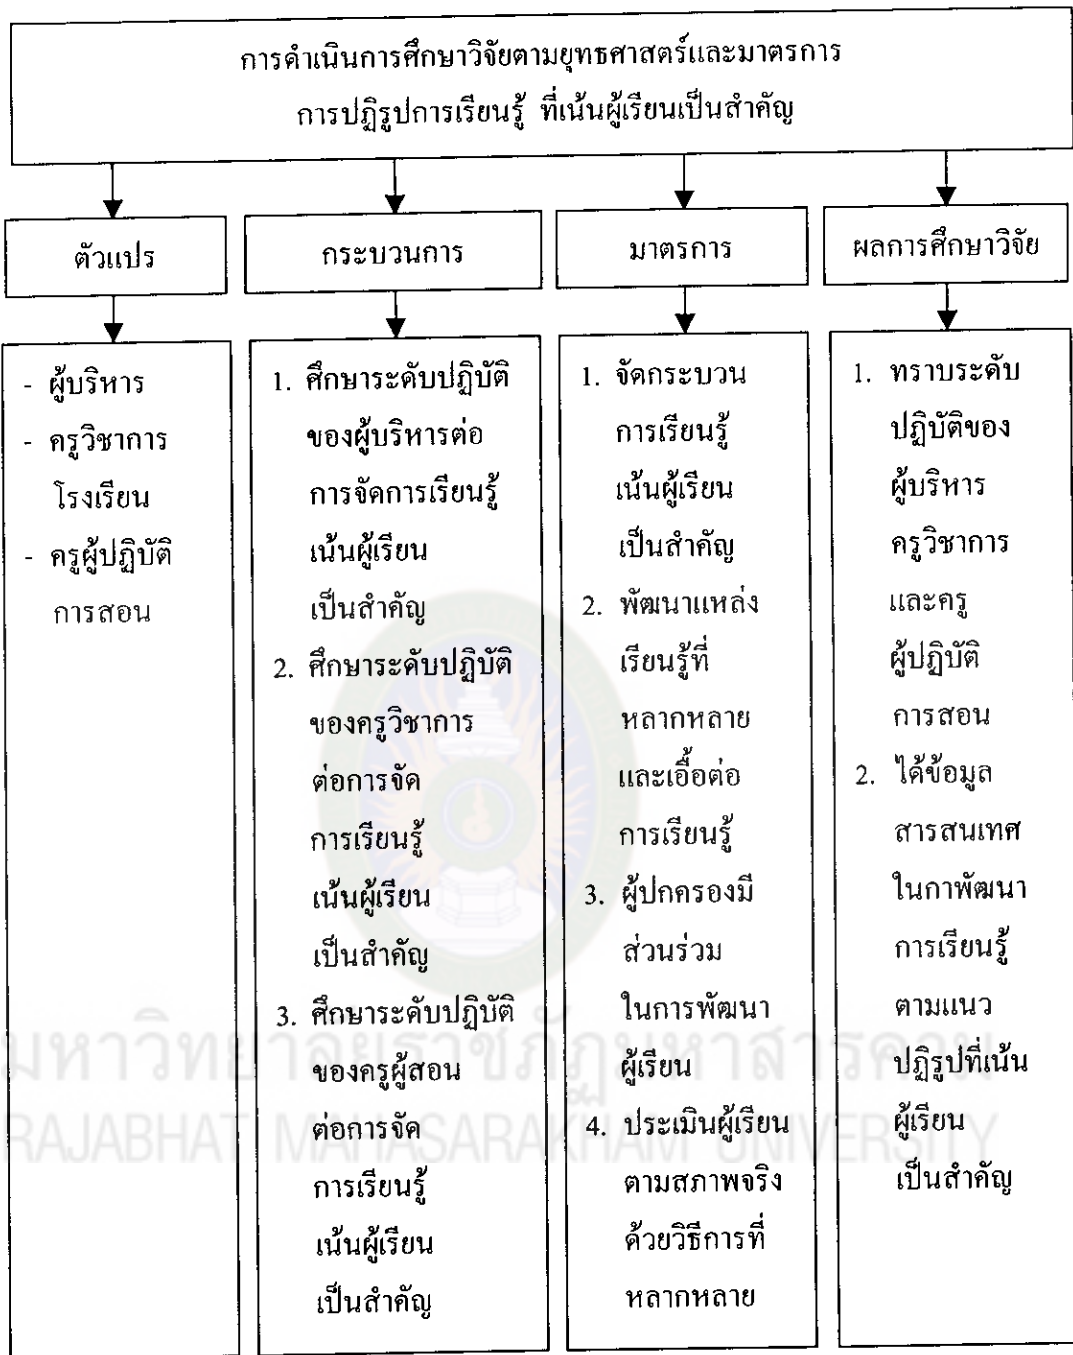 การดำเนินการศึกษาวิจัยตามยุทธศาสตร์และมาตรการ
การปฏิรูปการเรียนรู้ ที่เน้นผู้เรียนเป็นสำคัญ
ตัวแปร
- ผู้บริหาร
- ครูวิชาการ
โรงเรียน
- ครูผู้ปฏิบัติ
การสอน
กระบวนการ
1. ศึกษาระดับปฏิบัติ
ของผู้บริหารต่อ
การจัดการเรียนรู้
เน้นผู้เรียน
เป็นสำคัญ
2. ศึกษาระดับปฏิบัติ
ของครูวิชาการ
ต่อการจัด
การเรียนรู้
เน้นผู้เรียน
เป็นสำคัญ
3. ศึกษาระดับปฏิบัติ
ของครูผู้สอน
ต่อการจัด
การเรียนรู้
เน้นผู้เรียน
เป็นสำคัญ
มาตรการ
1. จัดกระบวน
การเรียนรู้
เน้นผู้เรียน
เป็นสำคัญ
2. พัฒนาแหล่ง
เรียนรู้ที่
หลากหลาย
และเอื้อต่อ
การเรียนรู้
3. ผู้ปกครองมี
ส่วนร่วม
ในการพัฒนา
ผู้เรียน
4. ประเมินผู้เรียน
ตามสภาพจริง
ด้วยวิธีการที่
หลากหลาย
ผลการศึกษาวิจัย
1. ทราบระดับ
ปฏิบัติของ
ผู้บริหาร
ครูวิชาการ
และครู
ผู้ปฏิบัติ
การสอน
2. ได้ข้อมูล
สารสนเทศ
ในกาพัฒนา
การเรียนรู้
ตามแนว
ปฏิรูปที่เน้น
ผู้เรียน
เป็นสำคัญ
มหาวิทยาลัยราชภัฏมหาสารคาม
RAJABHAT MAHASARAKHAM UNIVERSITY